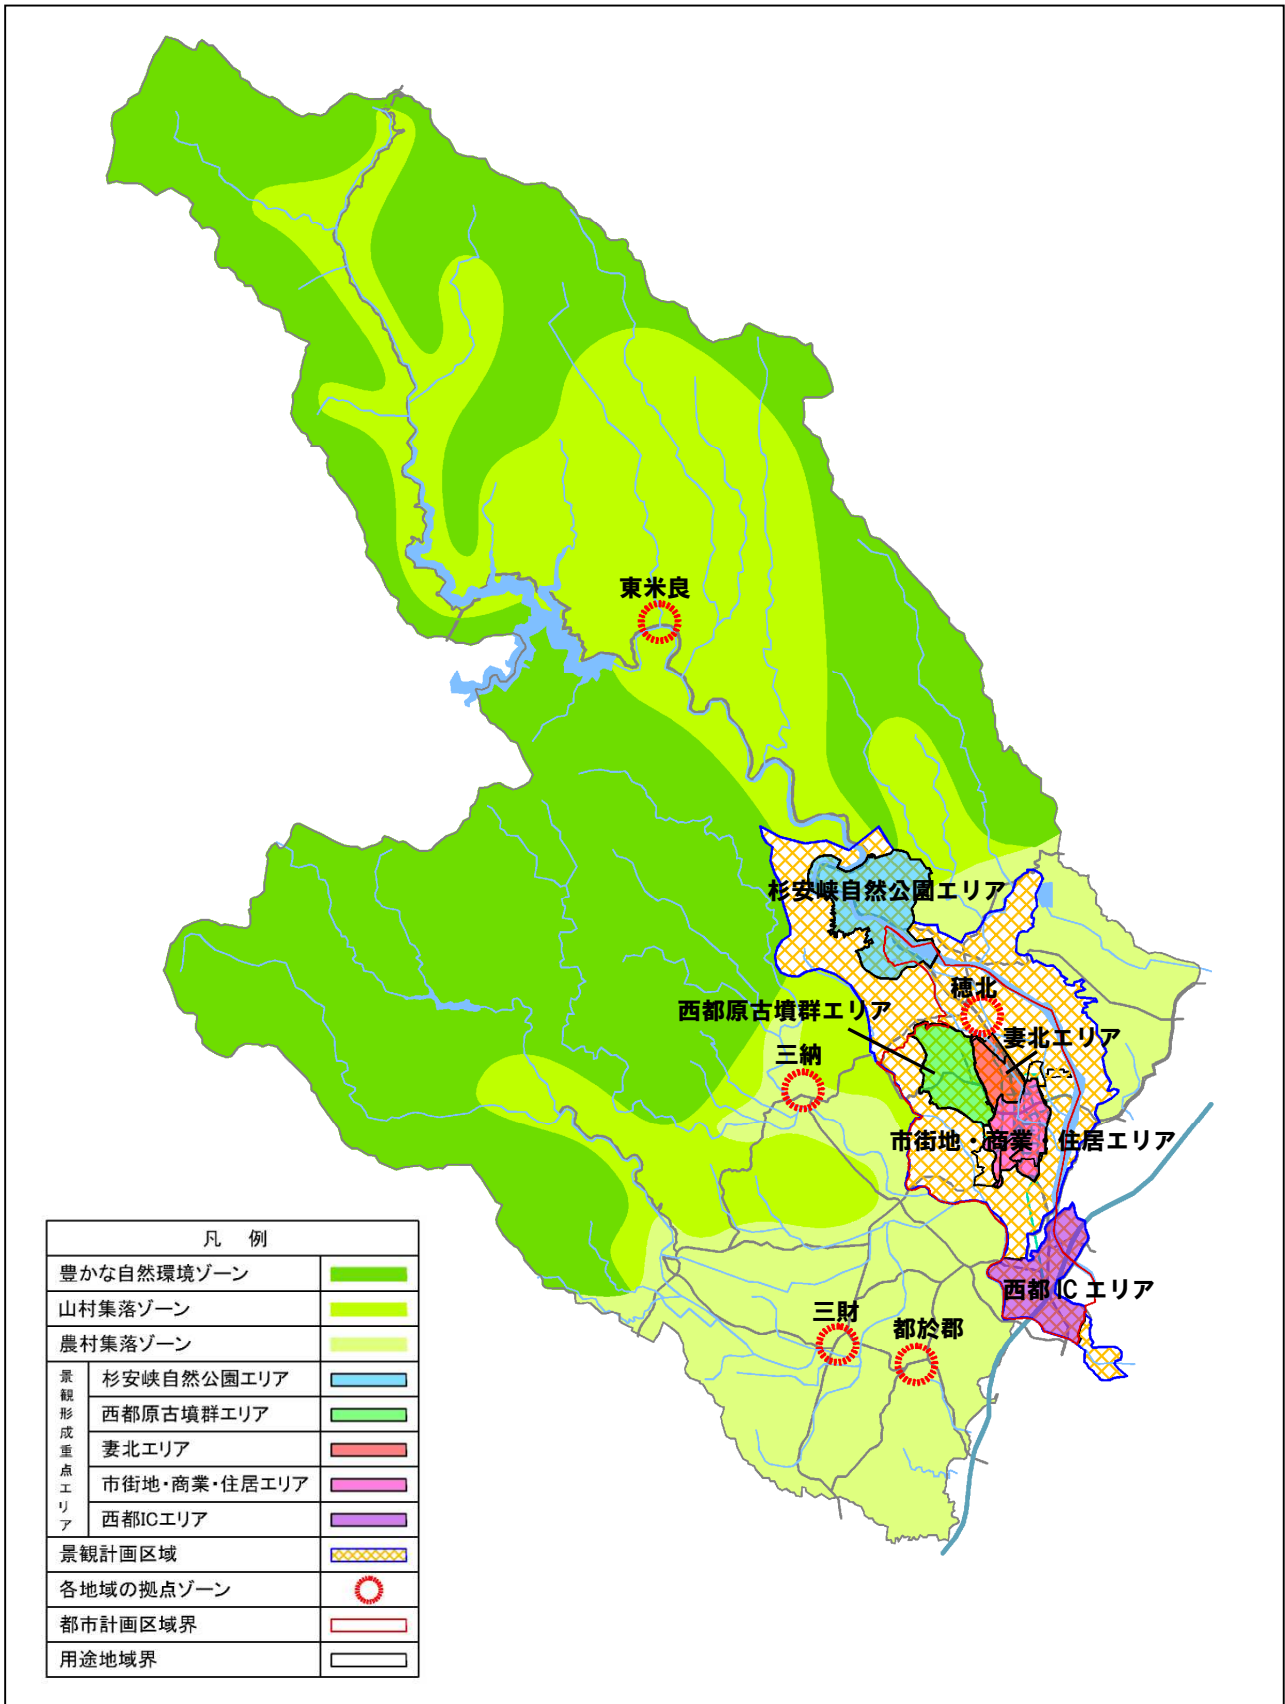 東米良
杉安峡自然公園エリア
穂北
西都原古墳群エリア
妻北エリア
三納
市街地・商業・住居エリア
西都IC エリア
三財
都於郡
凡 例
豊かな自然環境ゾーン
山村集落ゾーン
農村集落ゾーン
景観形成重点エリア
杉安峡自然公園エリア
西都原古墳群エリア
妻北エリア
市街地・商業・住居エリア
西都ICエリア
景観計画区域
各地域の拠点ゾーン
都市計画区域界
用途地域界